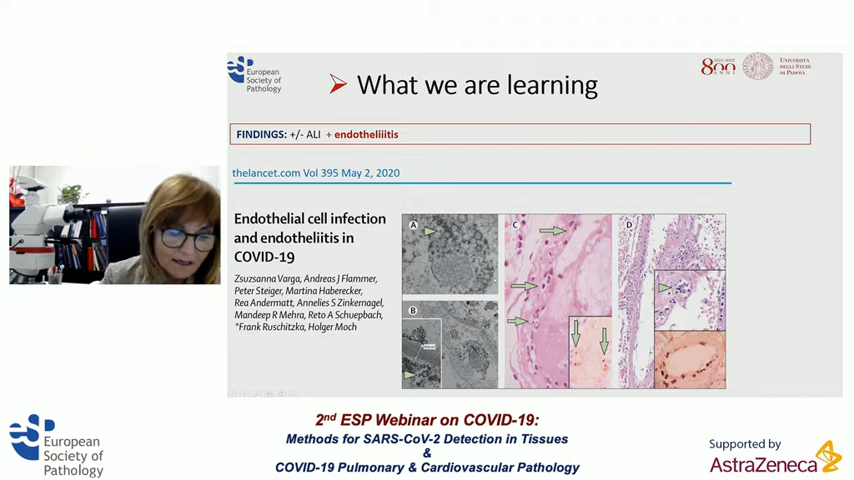 European
Society of
Pathology
What we are learning
800
ANNI
UNIVERSITÀ
DEGLI STUDI
DI PADOVA
FINDINGS: +/- ALI + endotheliiitis
thelancet.com Vol 395 May 2, 2020
Endothelial cell infection
and endotheliitis in
COVID-19
Zsuzsanna Varga, Andreas J Flammer,
Peter Steiger, Martina Haberecker,
Rea Andermatt, Annelies S Zinkernagel,
Mandeep R Mehra, Reto A Schuepbach,
*Frank Ruschitzka, Holger Moch
A
B
C
D
esp European
Society of
Pathology
2nd ESP Webinar on COVID-19:
Methods for SARS-CoV-2 Detection in Tissues
&
COVID-19 Pulmonary & Cardiovascular Pathology
Supported by
AstraZeneca